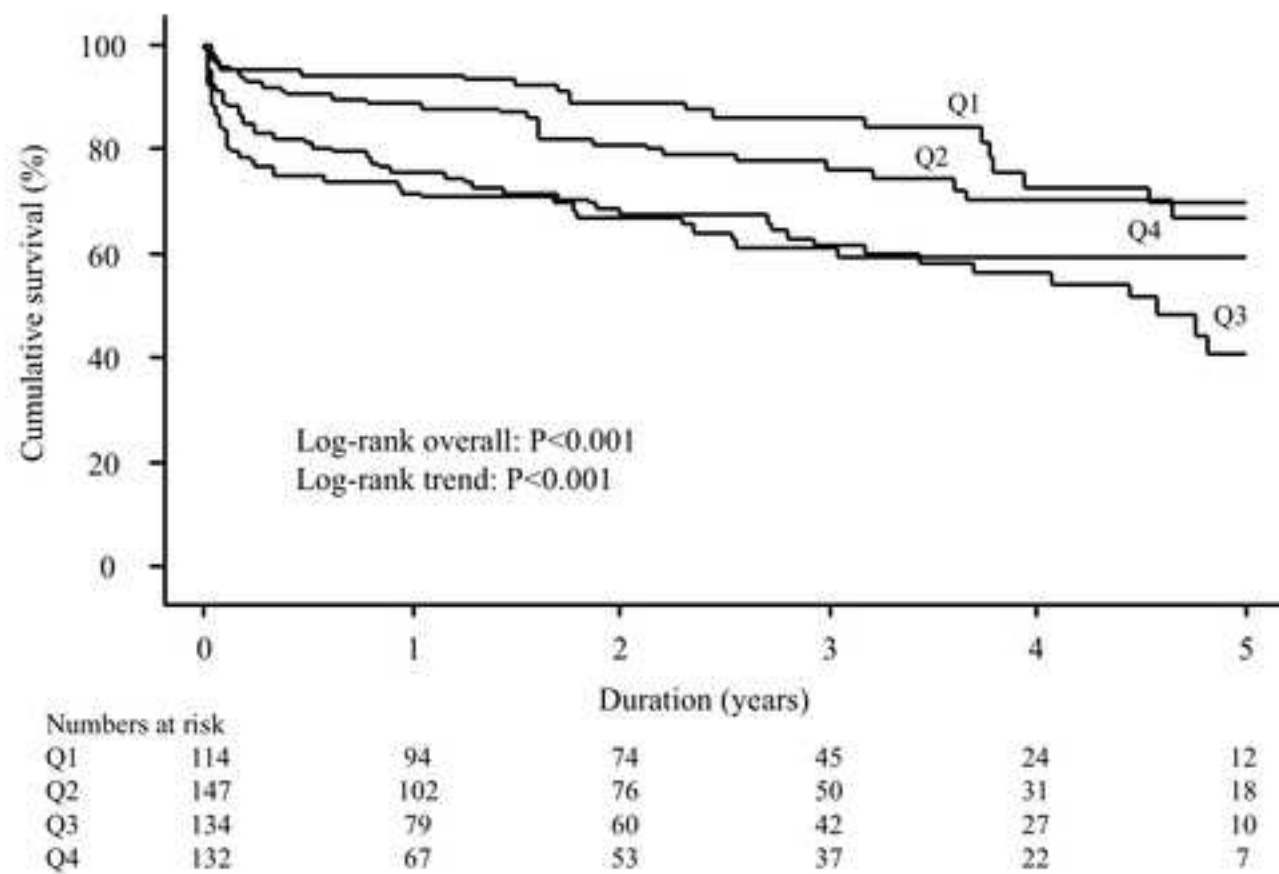 100
80
60
40
20
0
Cumulative survival (%)
Q1
Q2
Q4
Q3
Log-rank overall: P<0.001
Log-rank trend: P<0.001
0 1 2 3 4 5
Duration (years)
Numbers at risk
Q1 114 94 74 45 24 12
Q2 147 102 76 50 31 18
Q3 134 79 60 42 27 10
Q4 132 67 53 37 22 7